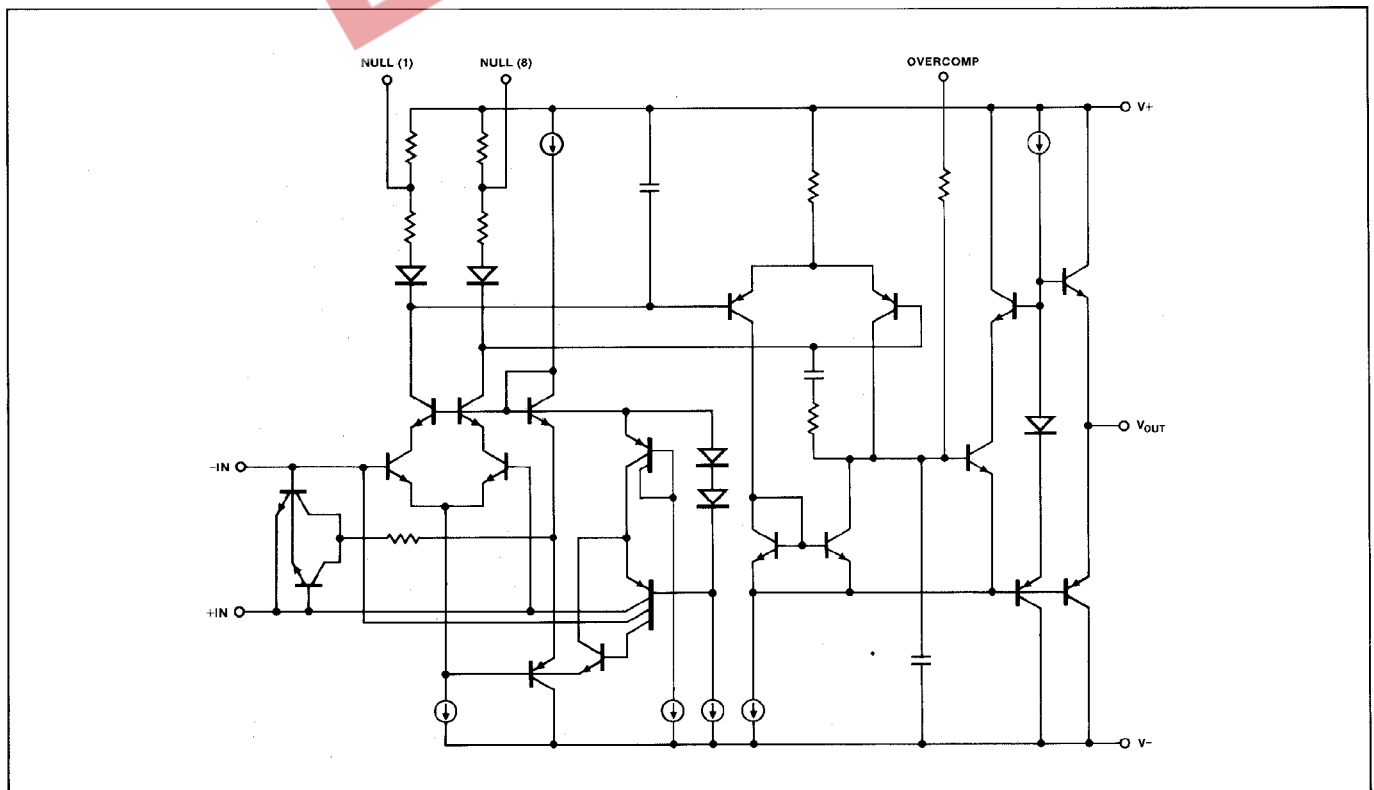 NULL (1)
NULL (8)
OVERCOMP
V+
VOUT
–IN
+IN
V–